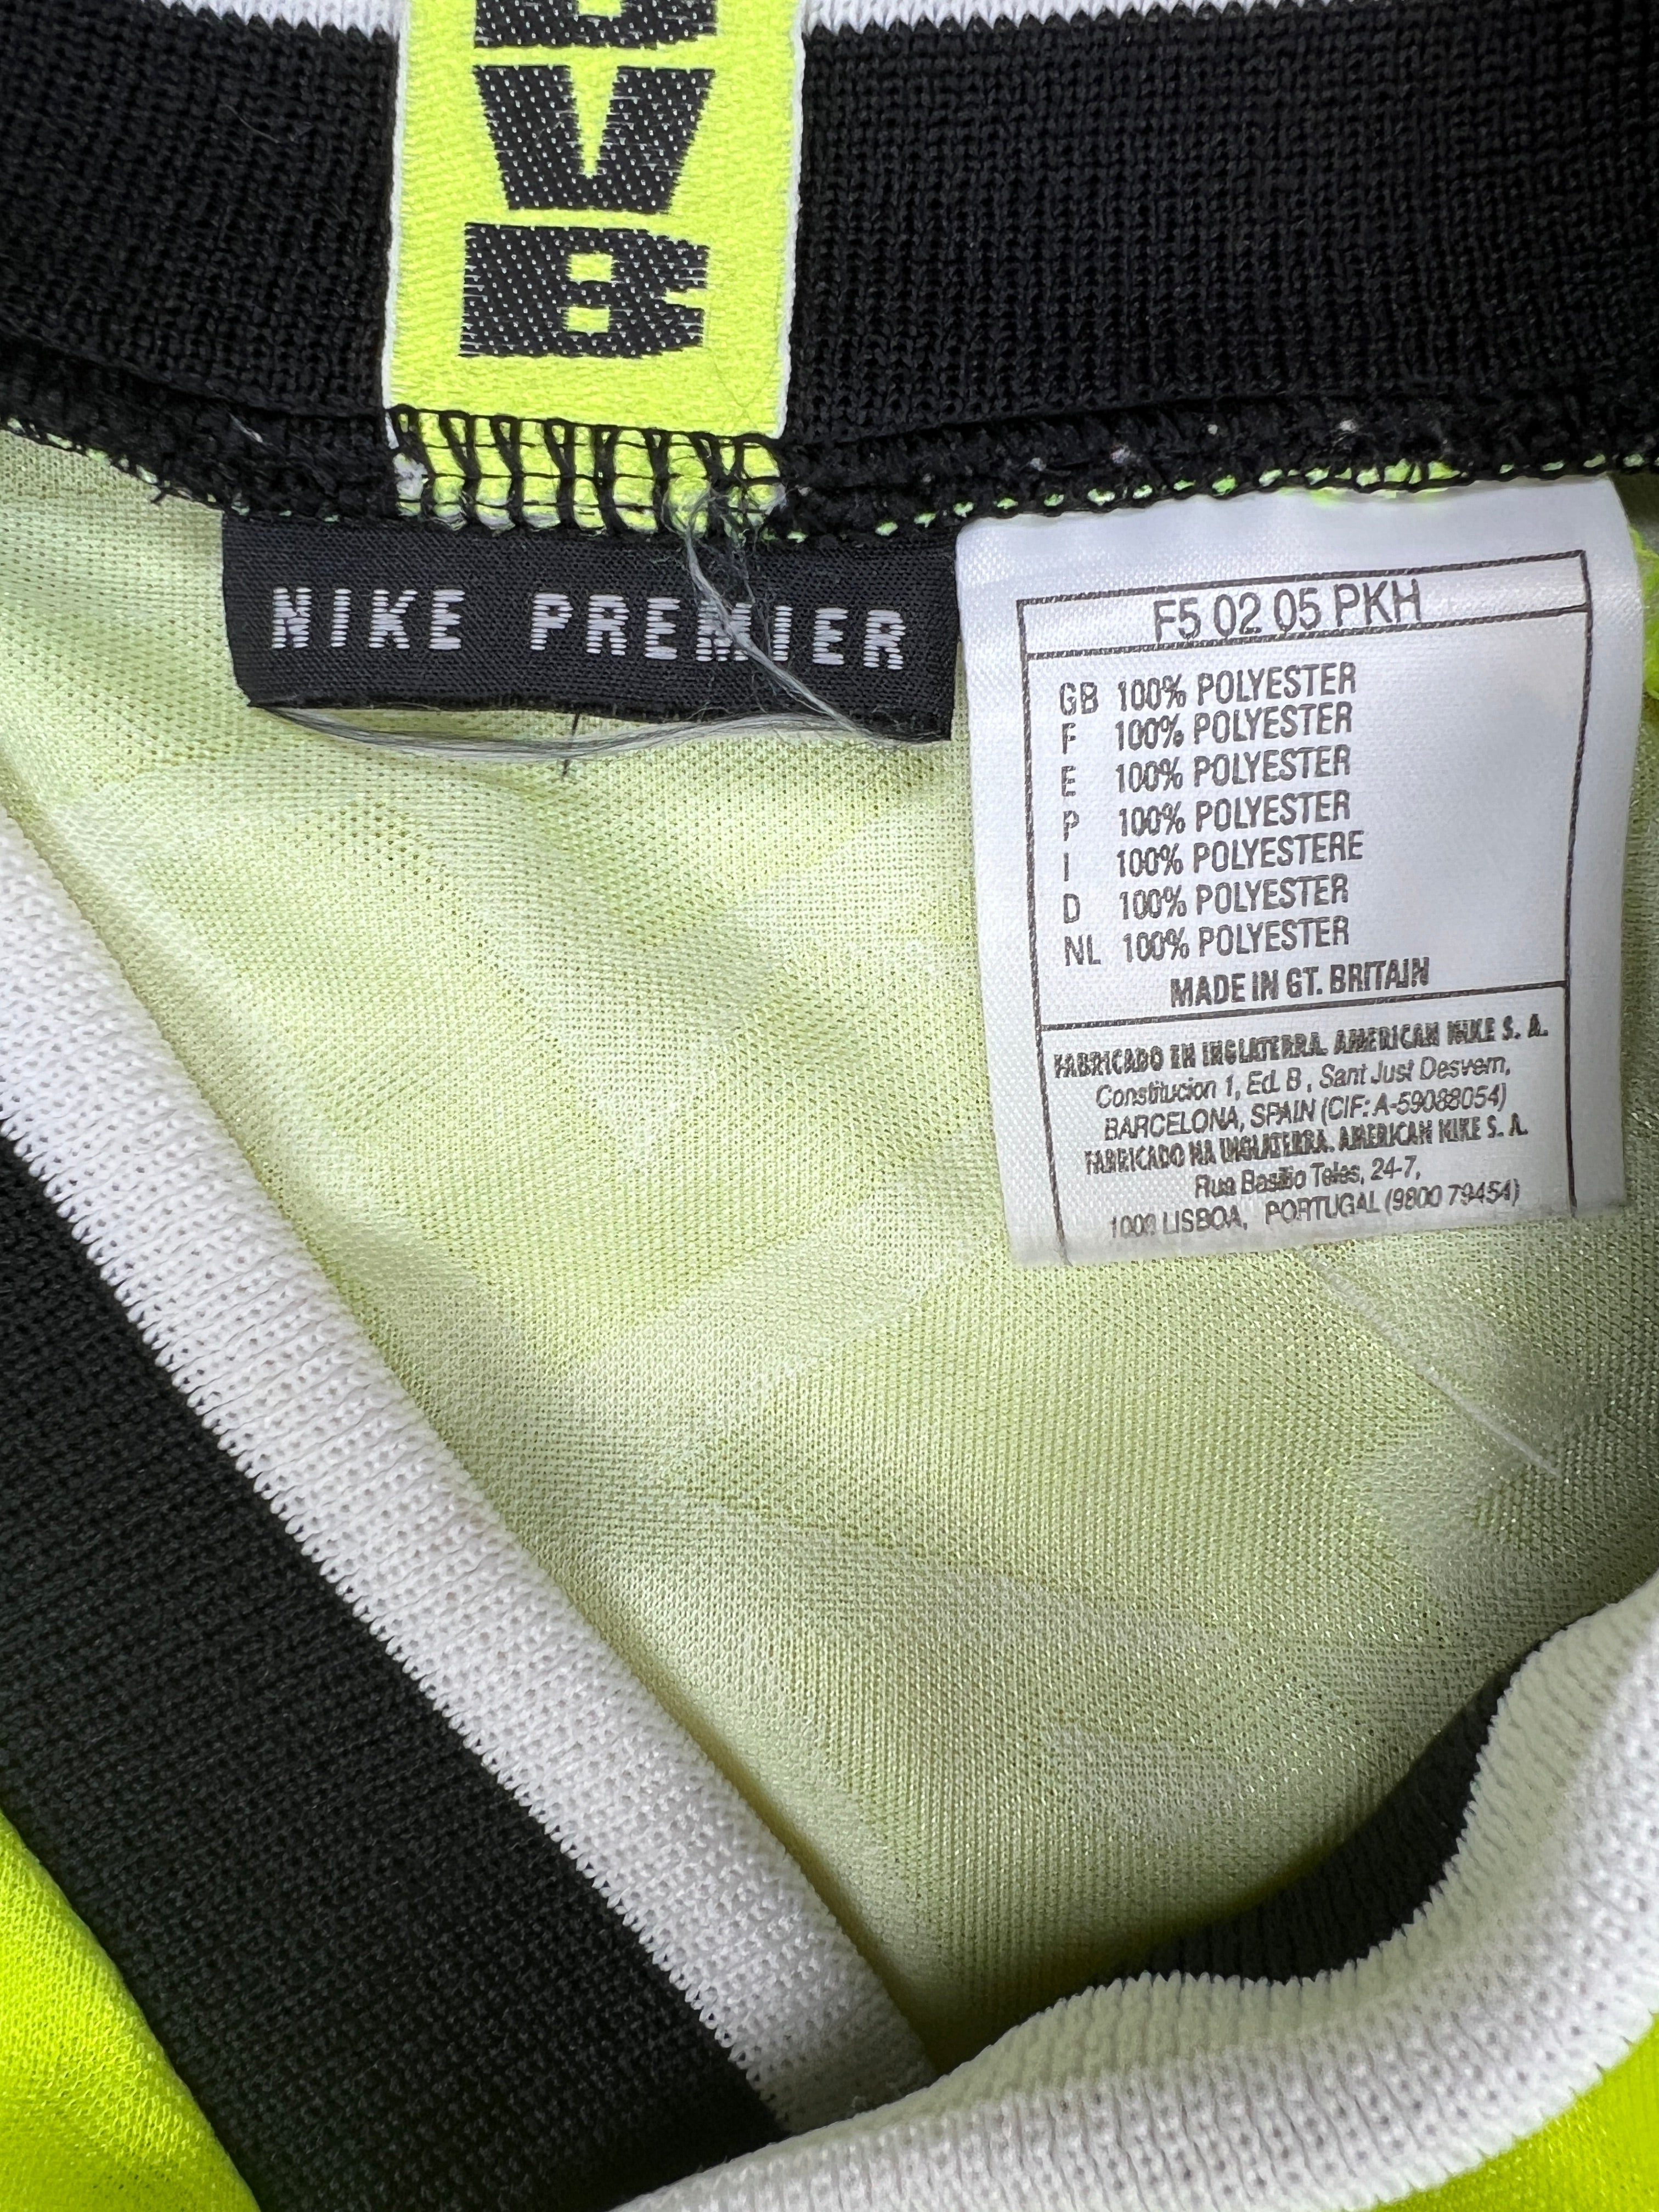 B
V
B
NIKE PREMIER
F5 02 05 PKH
GB 100% POLYESTER
F 100% POLYESTER
E 100% POLYESTER
P 100% POLYESTER
I 100% POLYESTERE
D 100% POLYESTER
NL 100% POLYESTER
MADE IN GT. BRITAIN
FABRICADO EN INGLATERRA. AMERICAN NIKE S. A.
Constitucion 1, Ed. B, Sant Just Desvern,
BARCELONA, SPAIN (CIF: A-59088054)
FABRICADO NA INGLATERRA. AMERICAN NIKE S. A.
Rua Basilio Teles, 24-7,
1000 LISBOA, PORTUGAL (9800 79454)